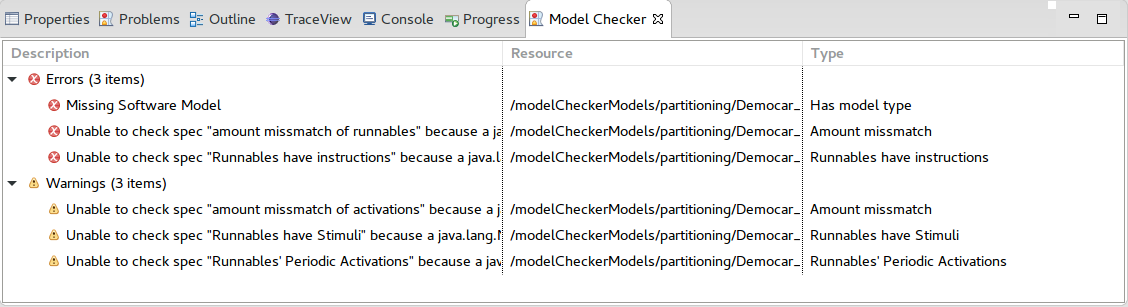 Properties Problems Outline TraceView Console Progress Model Checker
Description Resource Type
Errors (3 items)
Missing Software Model /modelCheckerModels/partitioning/Democar_ Has model type
Unable to check spec "amount missmatch of runnables" because a ja /modelCheckerModels/partitioning/Democar_ Amount missmatch
Unable to check spec "Runnables have instructions" because a java.l /modelCheckerModels/partitioning/Democar_ Runnables have instructions
Warnings (3 items)
Unable to check spec "amount missmatch of activations" because a j /modelCheckerModels/partitioning/Democar_ Amount missmatch
Unable to check spec "Runnables have Stimuli" because a java.lang.N /modelCheckerModels/partitioning/Democar_ Runnables have Stimuli
Unable to check spec "Runnables' Periodic Activations" because a jav /modelCheckerModels/partitioning/Democar_ Runnables' Periodic Activations